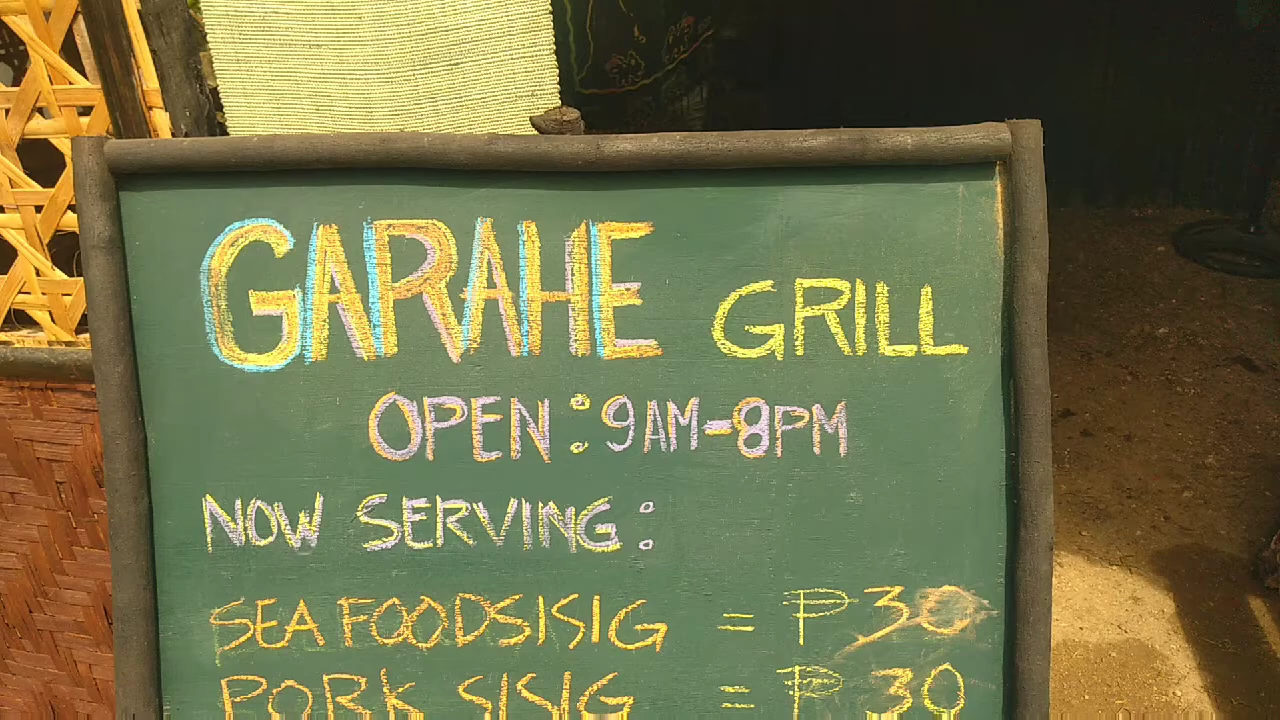 GARAHE GRILL
OPEN: 9AM-8PM
NOW SERVING:
SEAFOODSISIG = ₱30
PORK SISIG = ₱30